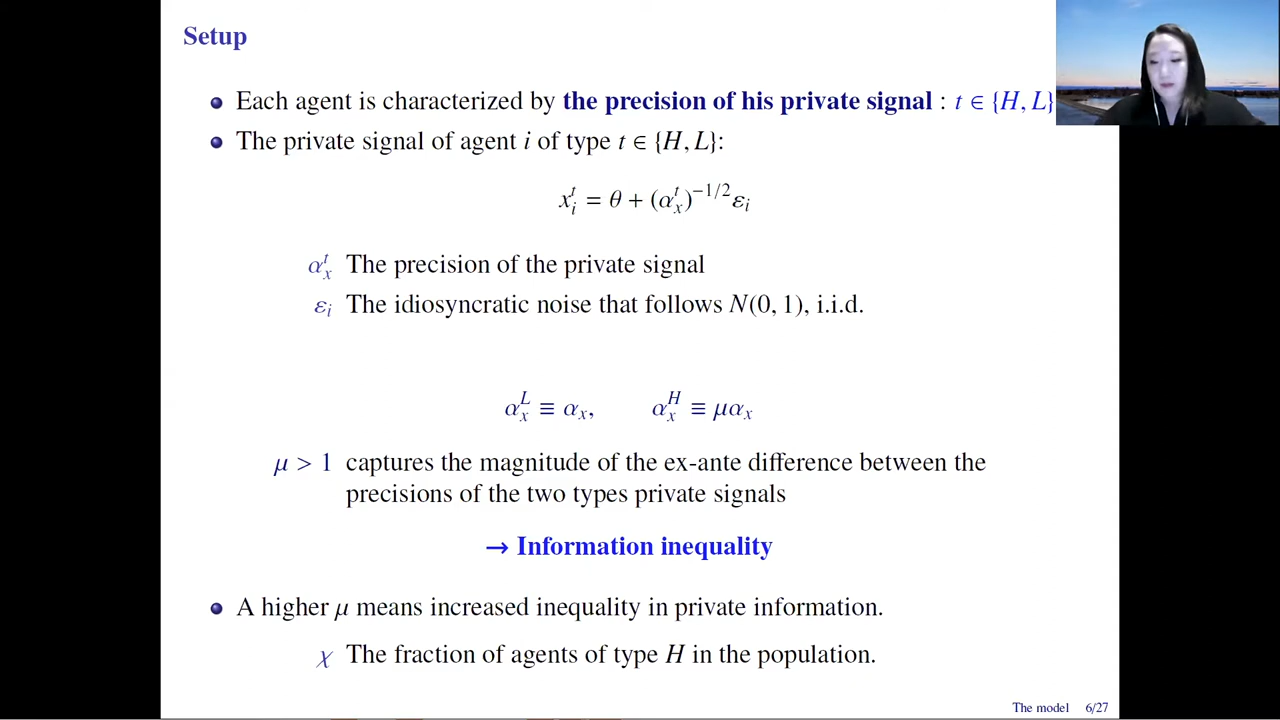 Setup
Each agent is characterized by the precision of his private signal : t ∈ {H, L}
The private signal of agent i of type t ∈ {H, L}:
x_i^t = θ + (α_x^t)^{-1/2} ε_i
α_x^t The precision of the private signal
ε_i The idiosyncratic noise that follows N(0, 1), i.i.d.
α_x^L ≡ α_x, α_x^H ≡ μα_x
μ > 1 captures the magnitude of the ex-ante difference between the
precisions of the two types private signals
→ Information inequality
A higher μ means increased inequality in private information.
χ The fraction of agents of type H in the population.
The model 6/27